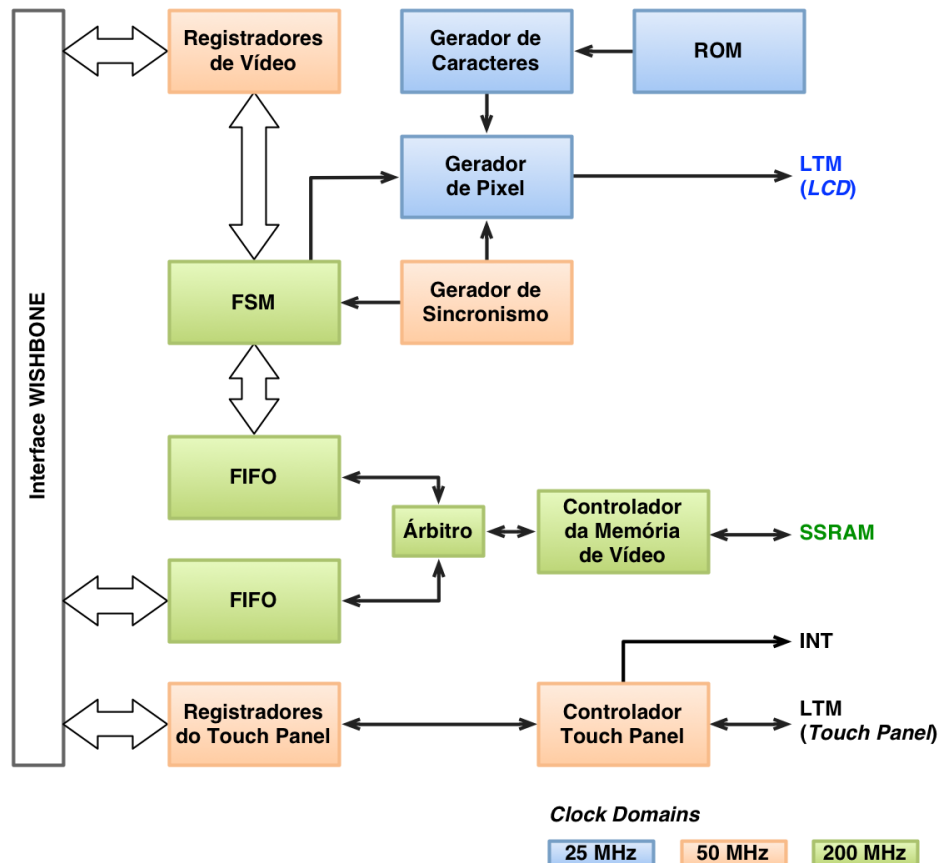 Interface WISHBONE
Registradores
de Vídeo
Gerador de
Caracteres
ROM
Gerador
de Pixel
LTM
(LCD)
FSM
Gerador de
Sincronismo
FIFO
Árbitro
Controlador
da Memória
de Vídeo
SSRAM
FIFO
INT
Registradores
do Touch Panel
Controlador
Touch Panel
LTM
(Touch Panel)
Clock Domains
25 MHz
50 MHz
200 MHz